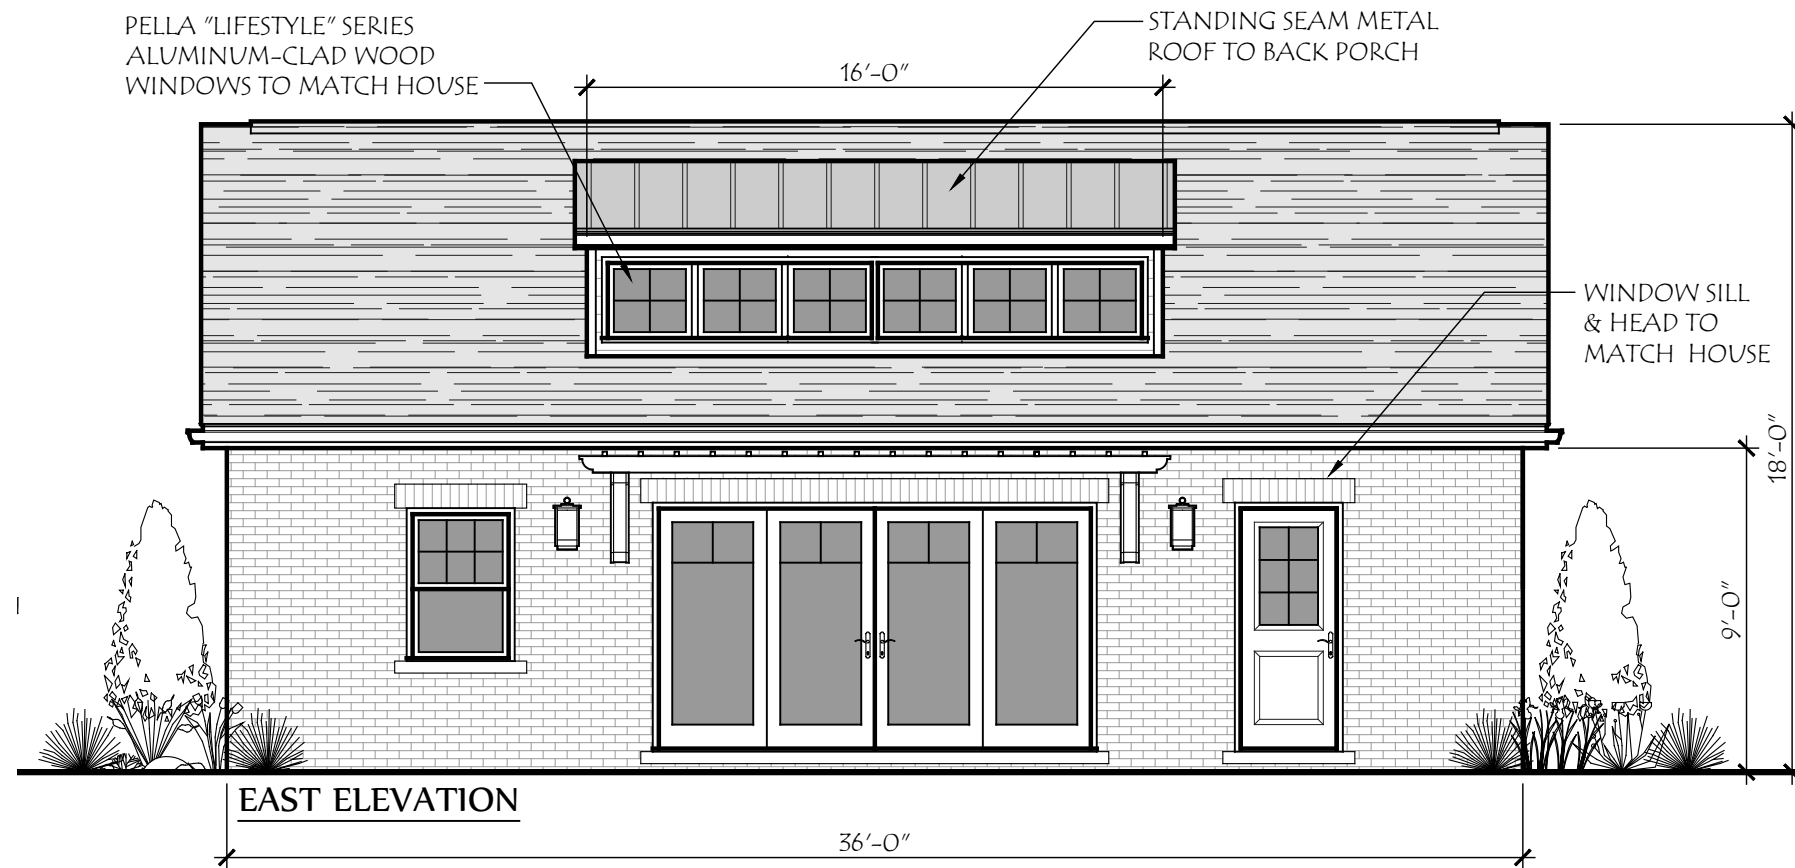 PELLA "LIFESTYLE" SERIES
ALUMINUM-CLAD WOOD
WINDOWS TO MATCH HOUSE
STANDING SEAM METAL
ROOF TO BACK PORCH
16'-0"
WINDOW SILL
& HEAD TO
MATCH HOUSE
18'-0"
9'-0"
EAST ELEVATION
36'-0"